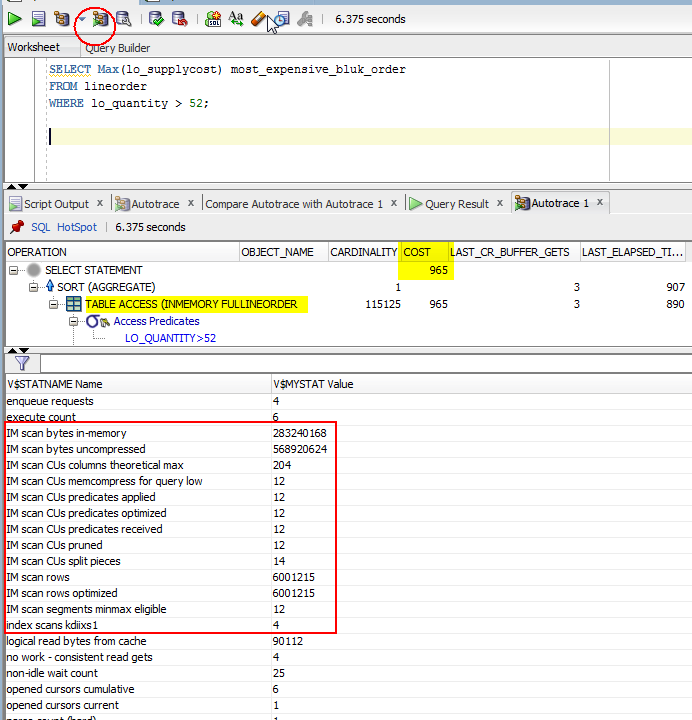 6.375 seconds
Worksheet Query Builder
SELECT Max(lo_supplycost) most_expensive_bluk_order
FROM lineorder
WHERE lo_quantity > 52;
Script Output x Autotrace x Compare Autotrace with Autotrace 1 x Query Result x Autotrace 1 x
SQL HotSpot 6.375 seconds
OPERATION OBJECT_NAME CARDINALITY COST LAST_CR_BUFFER_GETS LAST_ELAPSED_TI...
SELECT STATEMENT 965
SORT (AGGREGATE) 1 3 907
TABLE ACCESS (INMEMORY FULLINEORDER 115125 965 3 890
Access Predicates
LO_QUANTITY>52
V$STATNAME Name V$MYSTAT Value
enqueue requests 4
execute count 6
IM scan bytes in-memory 283240168
IM scan bytes uncompressed 568920624
IM scan CUs columns theoretical max 204
IM scan CUs memcompress for query low 12
IM scan CUs predicates applied 12
IM scan CUs predicates optimized 12
IM scan CUs predicates received 12
IM scan CUs pruned 12
IM scan CUs split pieces 14
IM scan rows 6001215
IM scan rows optimized 6001215
IM scan segments minmax eligible 12
index scans kdiixs1 4
logical read bytes from cache 90112
no work - consistent read gets 4
non-idle wait count 25
opened cursors cumulative 6
opened cursors current 1